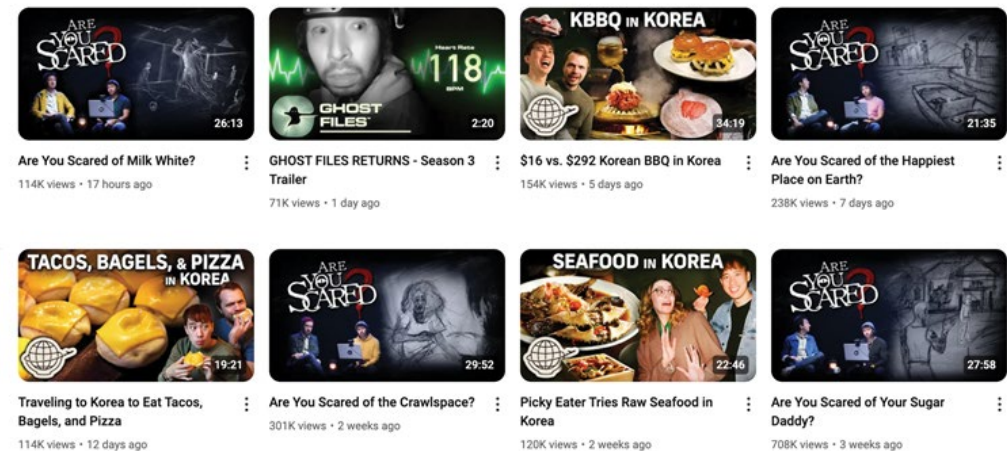 ARE
YOU
SCARED
?
26:13
Heart Rate
118
BPM
GHOST
FILES
2:20
KBBQ IN KOREA
34:19
ARE
YOU
SCARED
?
21:35
Are You Scared of Milk White?
114K views • 17 hours ago
GHOST FILES RETURNS - Season 3
Trailer
71K views • 1 day ago
$16 vs. $292 Korean BBQ in Korea
154K views • 5 days ago
Are You Scared of the Happiest
Place on Earth?
238K views • 7 days ago
TACOS, BAGELS, & PIZZA
IN KOREA
19:21
ARE
YOU
SCARED
?
29:52
SEAFOOD IN KOREA
22:46
ARE
YOU
SCARED
?
27:58
Traveling to Korea to Eat Tacos,
Bagels, and Pizza
114K views • 12 days ago
Are You Scared of the Crawlspace?
301K views • 2 weeks ago
Picky Eater Tries Raw Seafood in
Korea
120K views • 2 weeks ago
Are You Scared of Your Sugar
Daddy?
708K views • 3 weeks ago